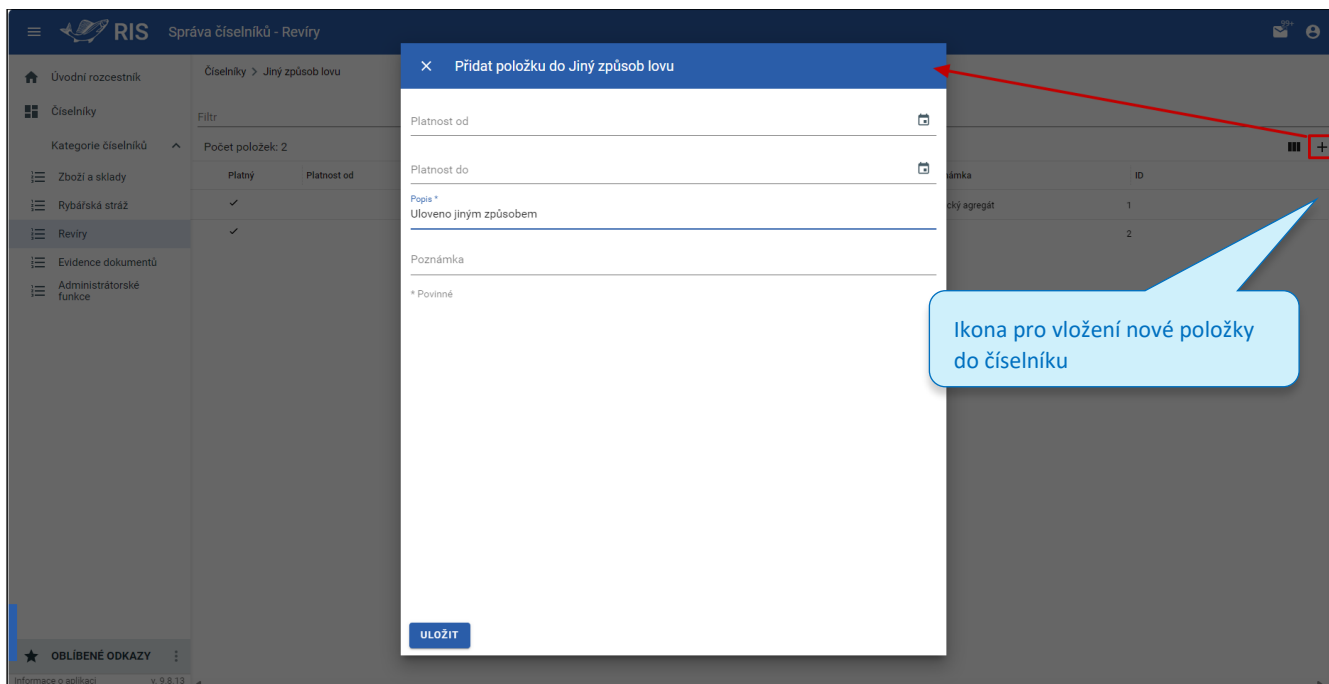 RIS Správa číselníků - Revíry 99+
Úvodní rozcestník
Číselníky
Kategorie číselníků
Zboží a sklady
Rybářská stráž
Revíry
Evidence dokumentů
Administrátorské
funkce
OBLÍBENÉ ODKAZY
Informace o aplikaci v. 9.8.13
Číselníky > Jiný způsob lovu
Filtr
Počet položek: 2
Platný Platnost od ID
cký agregát 1
2
Přidat položku do Jiný způsob lovu
Platnost od
Platnost do
Popis *
Uloveno jiným způsobem
Poznámka
* Povinné
ULOŽIT
Ikona pro vložení nové položky
do číselníku